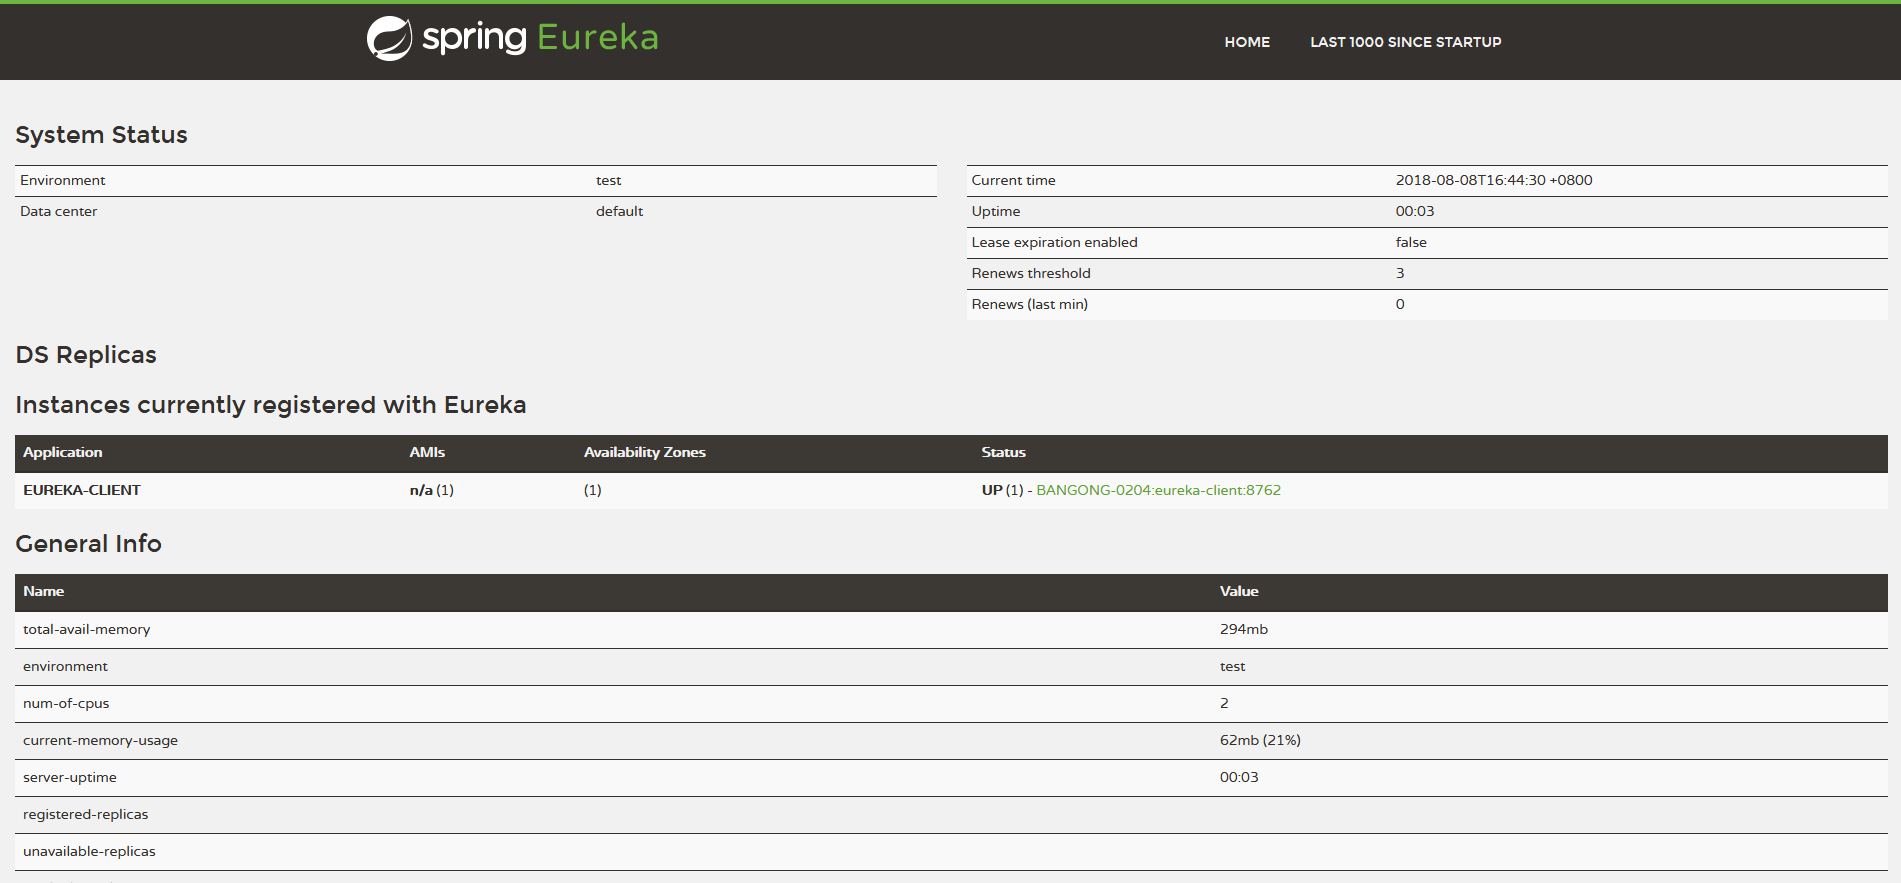 spring Eureka
HOME LAST 1000 SINCE STARTUP
System Status
Environment test
Data center default
Current time 2018-08-08T16:44:30 +0800
Uptime 00:03
Lease expiration enabled false
Renews threshold 3
Renews (last min) 0
DS Replicas
Instances currently registered with Eureka
Application AMIs Availability Zones Status
EUREKA-CLIENT n/a (1) (1) UP (1) - BANGONG-0204:eureka-client:8762
General Info
Name Value
total-avail-memory 294mb
environment test
num-of-cpus 2
current-memory-usage 62mb (21%)
server-uptime 00:03
registered-replicas
unavailable-replicas